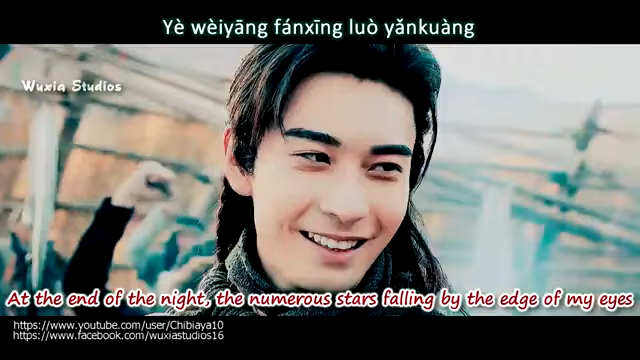 Yè wèiyāng fánxīng luò yǎnkuàng
Wuxia Studios
At the end of the night, the numerous stars falling by the edge of my eyes
https://www.youtube.com/user/Chibiaya10
https://www.facebook.com/wuxiastudios16